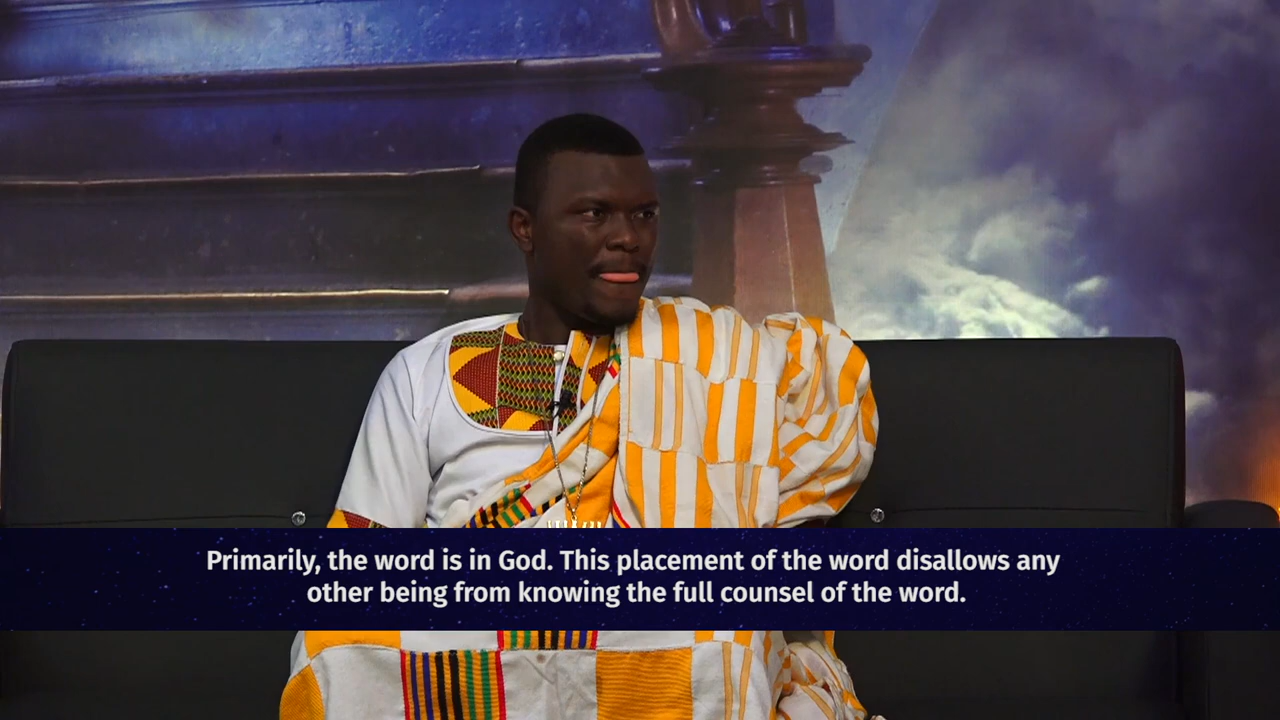 Primarily, the word is in God. This placement of the word disallows any
other being from knowing the full counsel of the word.